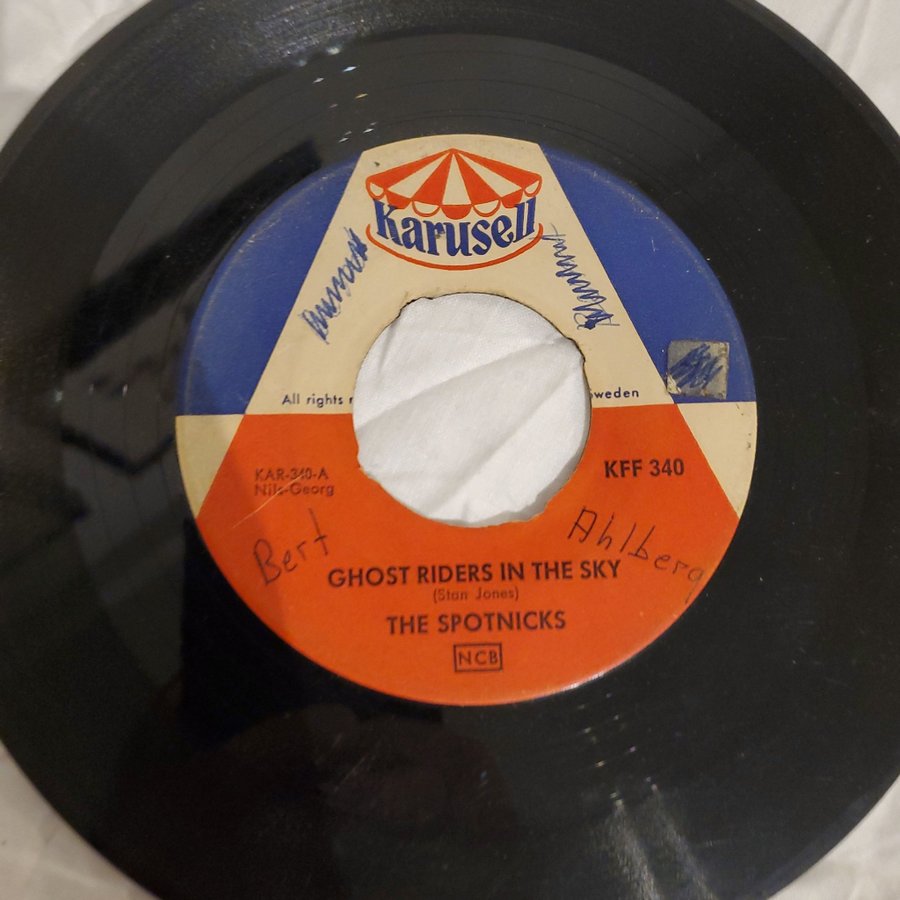 Karusell
All rights
weden
KAR-340-A
Nils-Georg
KFF 340
Bert
Ahlberg
GHOST RIDERS IN THE SKY
(Stan Jones)
THE SPOTNICKS
NCB